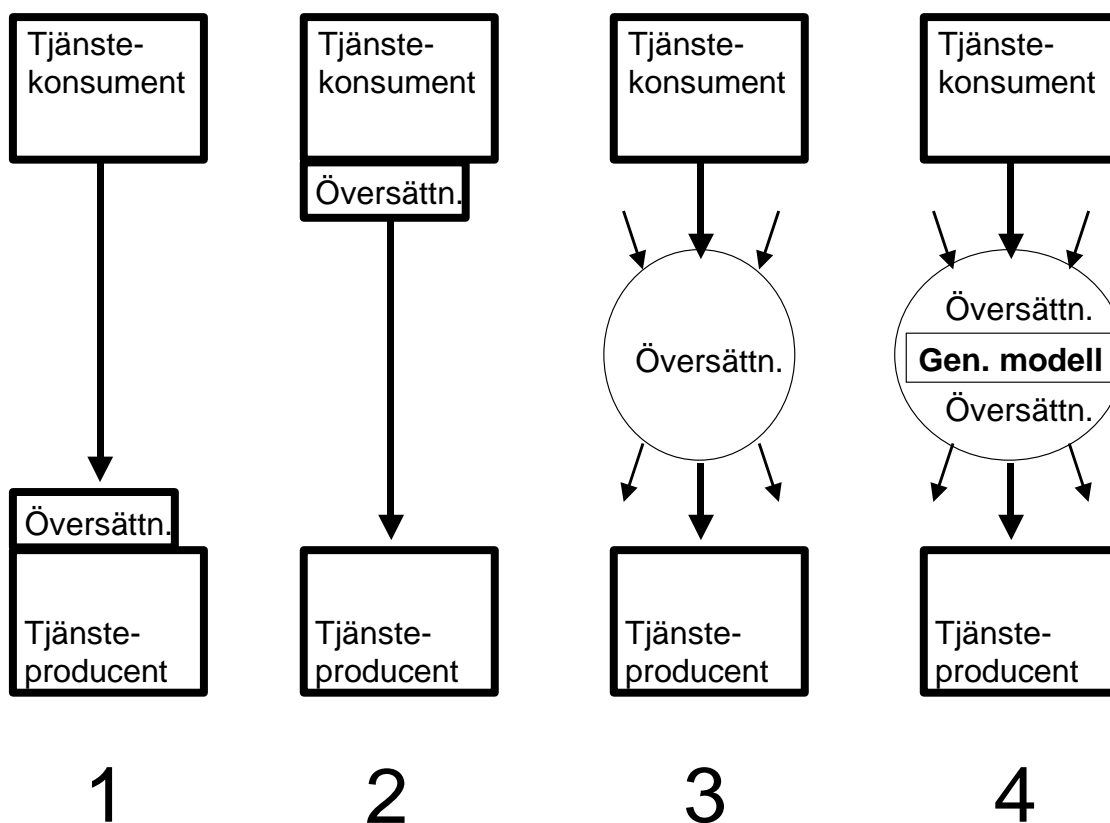 Tjänste-
konsument
Tjänste-
konsument
Tjänste-
konsument
Tjänste-
konsument
Översättn.
Översättn.
Översättn.
Översättn.
Gen. modell
Översättn.
Tjänste-
producent
Tjänste-
producent
Tjänste-
producent
Tjänste-
producent
1
2
3
4